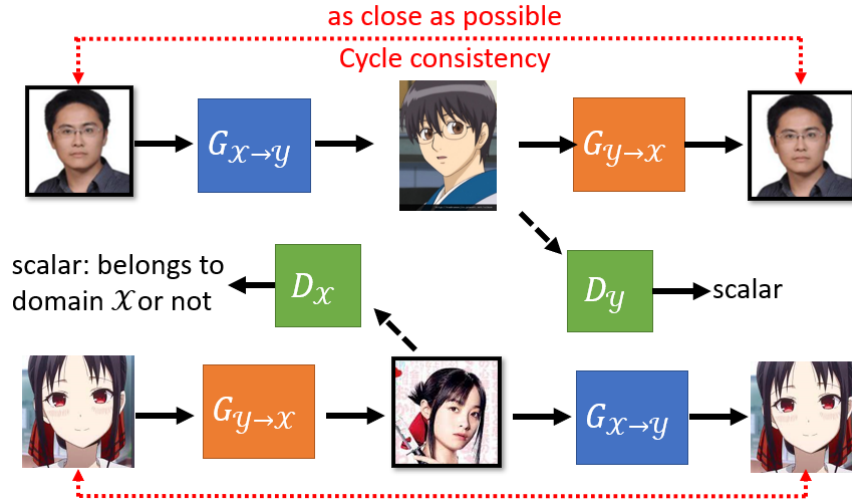 as close as possible
Cycle consistency
G𝒳→𝒴
G𝒴→𝒳
scalar: belongs to
domain 𝒳 or not
D𝒳
D𝒴
scalar
G𝒴→𝒳
G𝒳→𝒴